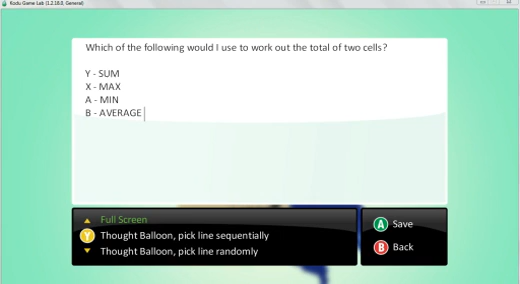 Kodu Game Lab (1.2.18.0, General)
Which of the following would I use to work out the total of two cells?
Y - SUM
X - MAX
A - MIN
B - AVERAGE
Full Screen
Y Thought Balloon, pick line sequentially
Thought Balloon, pick line randomly
A Save
B Back